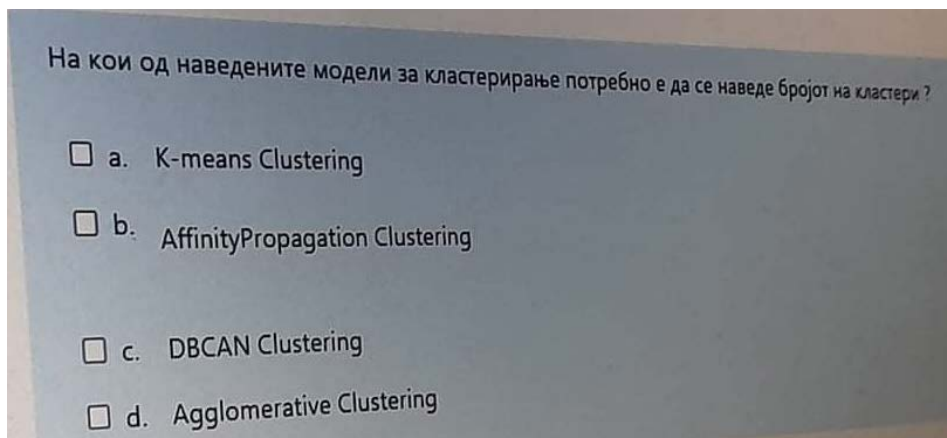 На кои од наведените модели за кластерирање потребно е да се наведе бројот на кластери ?
a. K-means Clustering
b. AffinityPropagation Clustering
c. DBCAN Clustering
d. Agglomerative Clustering